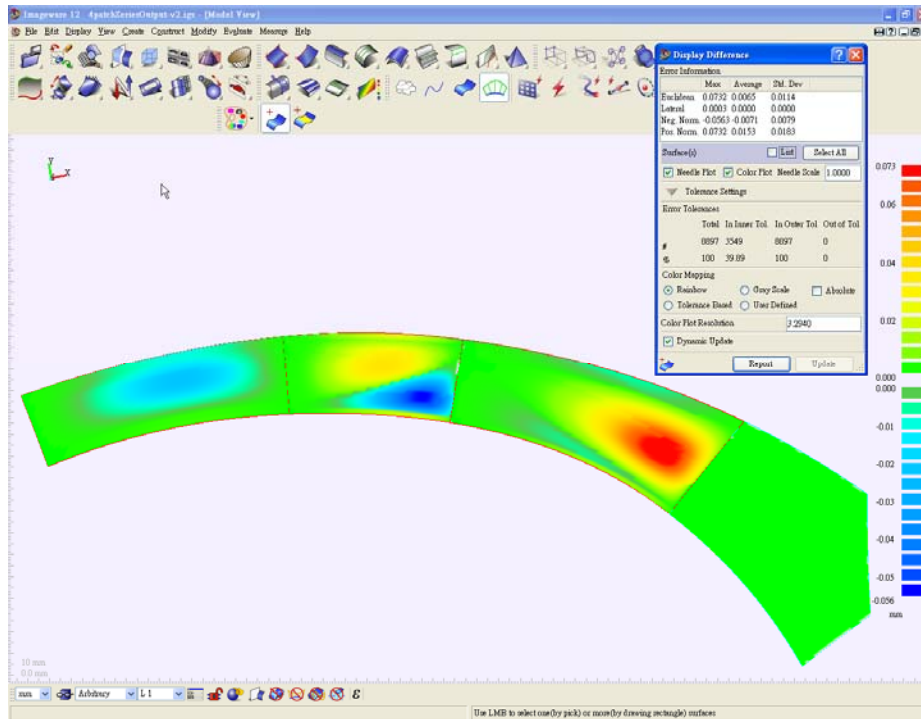 Imageware 12 4patchXeriesOutput-v2.igs - [Model View]
File Edit Display View Create Construct Modify Evaluate Message Help
Display Difference
Error Information
Max Average Std. Dev
Euclidean 0.0732 0.0065 0.0114
Lateral 0.0003 0.0000 0.0000
Neg. Norm. -0.0563 -0.0071 0.0079
Pos. Norm. 0.0732 0.0153 0.0183
Surface(s) List Select All
Needle Plot Color Plot Needle Scale 1.0000
Tolerance Settings
Error Tolerances
Total In Inner Tol. In Outer Tol Out of Tol
# 8897 3549 8897 0
% 100 39.89 100 0
Color Mapping
Rainbow Gray Scale Absolute
Tolerance Based User Defined
Color Plot Resolution 3.2940
Dynamic Update
Report Update
0.073
0.06
0.04
0.02
0.000
0.000
-0.01
-0.02
-0.03
-0.04
-0.05
-0.056
mm
y
x
10 mm
0.0 mm
mm Arbitrary L 1
Use LMB to select one(by pick) or more(by drawing rectangle) surfaces